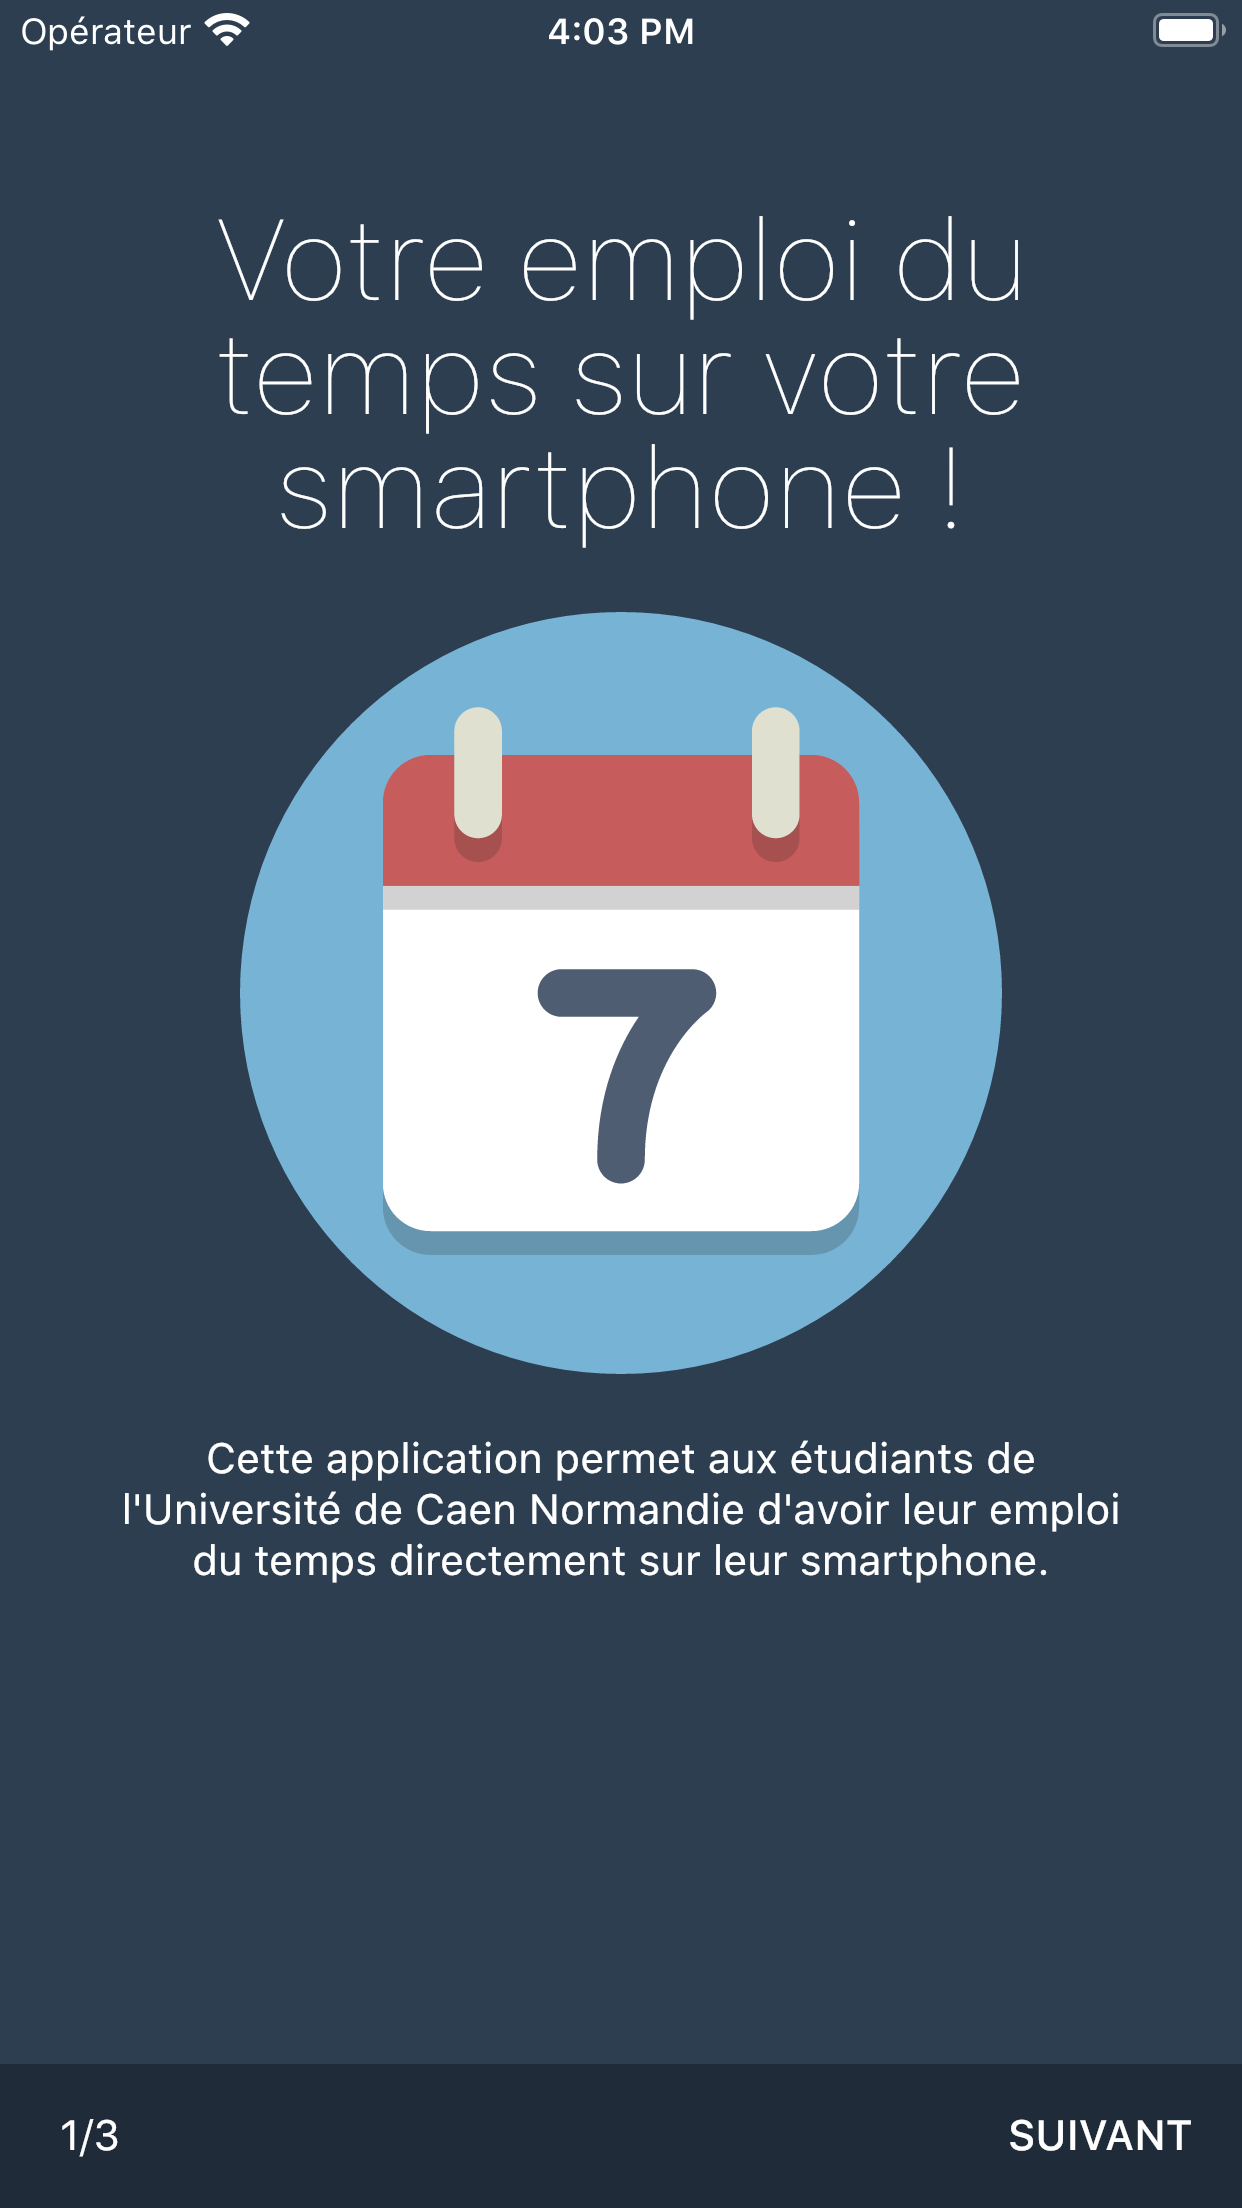 Opérateur 4:03 PM
Votre emploi du
temps sur votre
smartphone !
7
Cette application permet aux étudiants de
l'Université de Caen Normandie d'avoir leur emploi
du temps directement sur leur smartphone.
1/3 SUIVANT